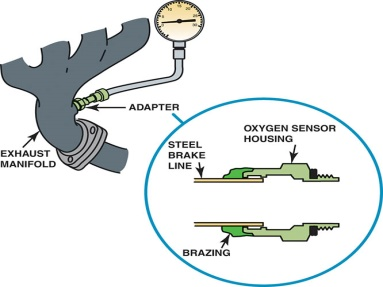 ADAPTER
EXHAUST
MANIFOLD
OXYGEN SENSOR
HOUSING
STEEL
BRAKE
LINE
BRAZING